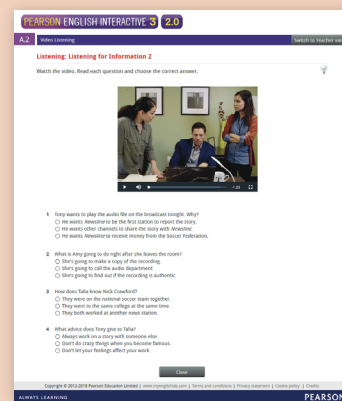 PEARSON ENGLISH INTERACTIVE 3 2.0
A.2 Video Listening Switch to Teacher vie
Listening: Listening for Information 2
Watch the video. Read each question and choose the correct answer.
-1:23
1 Tony wants to play the audio file on the broadcast tonight. Why?
He wants Newsline to be the first station to report the story.
He wants other channels to share the story with Newsline.
He wants Newsline to receive money from the Soccer Federation.
2 What is Amy going to do right after she leaves the room?
She's going to make a copy of the recording.
She's going to call the audio department
She's going to find out if the recording is authentic.
3 How does Talia know Nick Crawford?
They were on the national soccer team together.
They went to the same college at the same time.
They both worked at another news station.
4 What advice does Tony give to Talia?
Always work on a story with someone else.
Don't do crazy things when you become famous.
Don't let your feelings affect your work.
Close
Copyright © 2012-2018 Pearson Education Limited | www.myenglishlab.com | Terms and conditions | Privacy statement | Cookie policy | Credits
ALWAYS LEARNING PEARSON